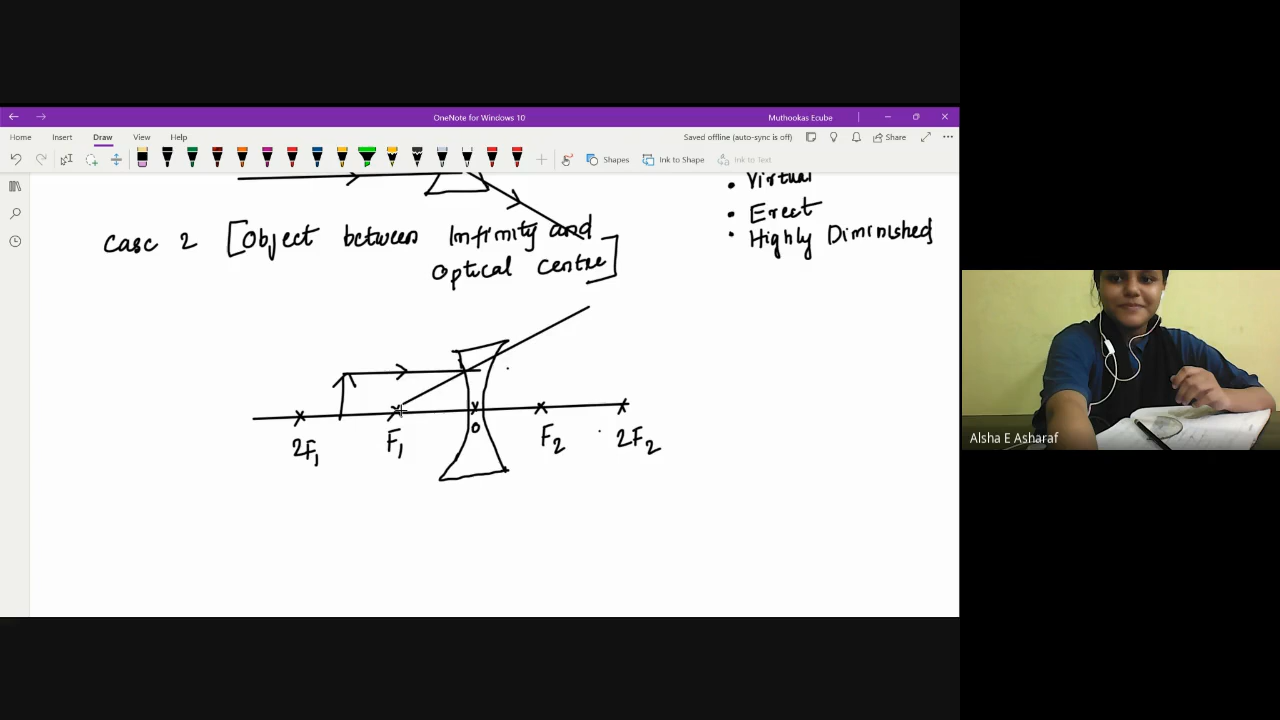 OneNote for Windows 10
Muthookas Ecube
Home Insert Draw View Help
Saved offline (auto-sync is off)
Share
Shapes
Ink to Shape
Ink to Text
• Virtual
• Erect
• Highly Diminished
Case 2 [Object between Infinity and
Optical Centre]
2F₁ F₁ O F₂ 2F₂
Alsha E Asharaf